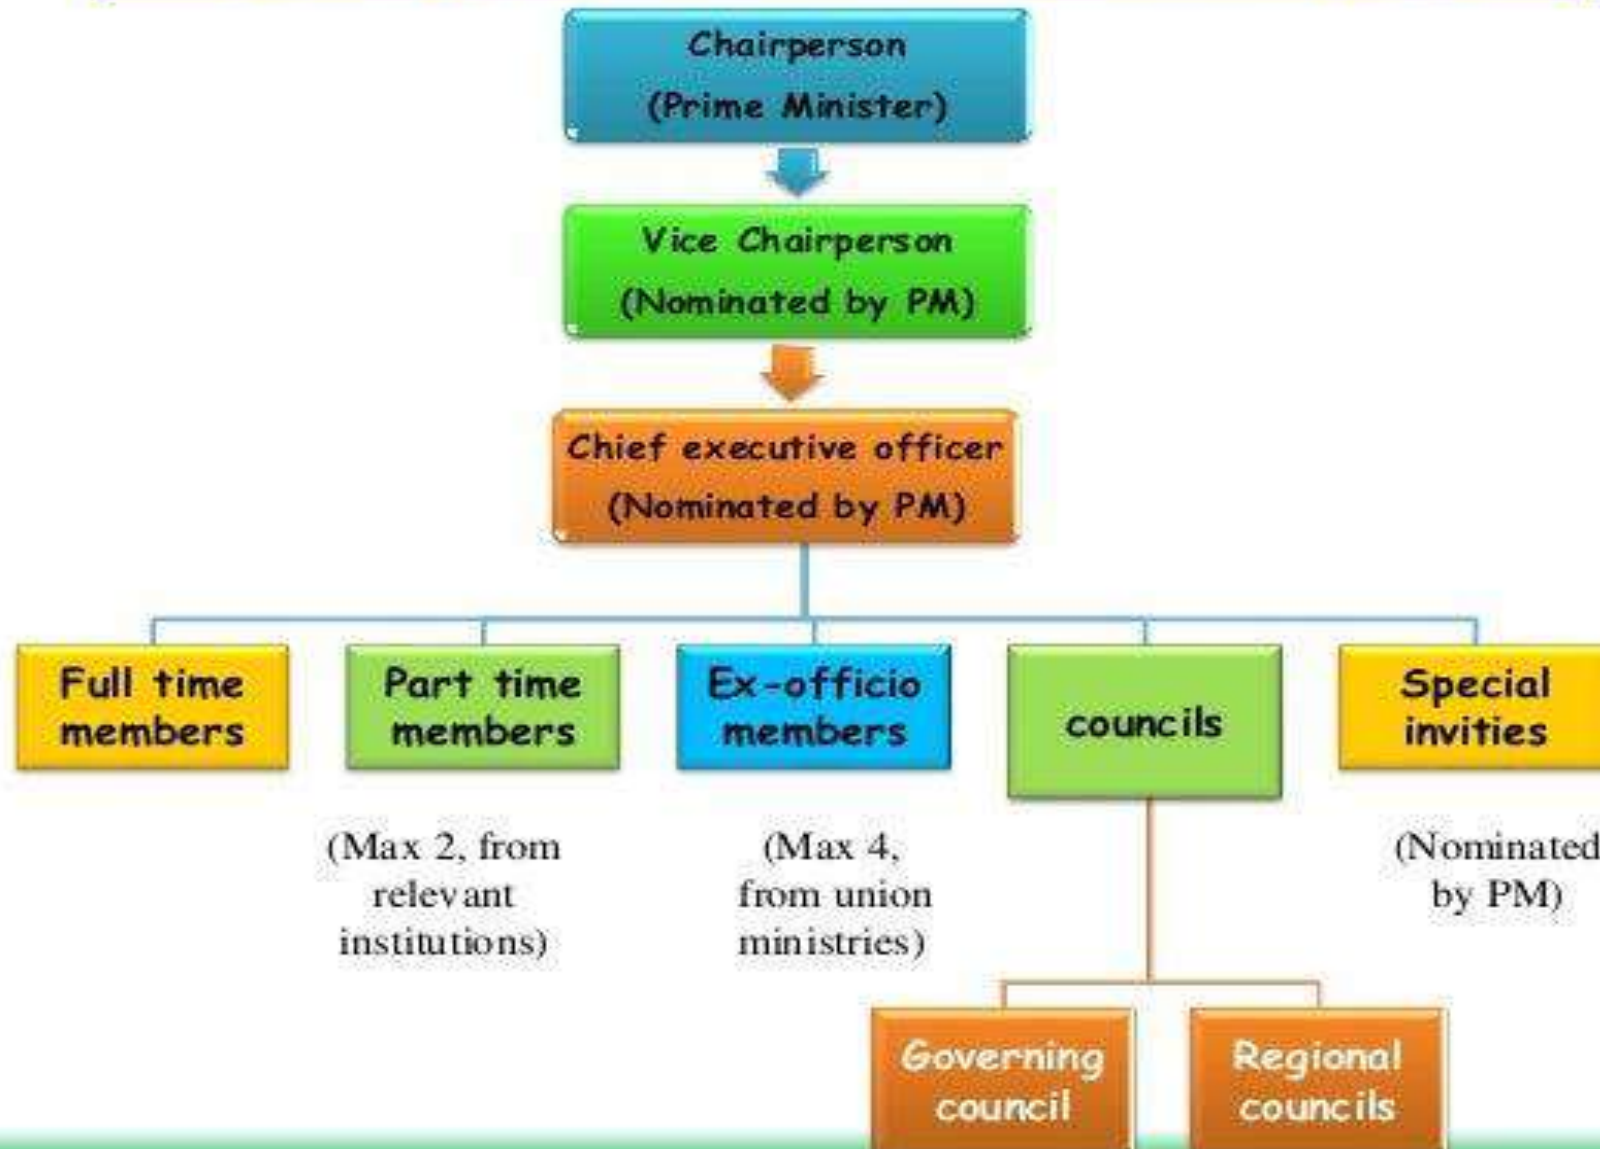 Chairperson
(Prime Minister)
Vice Chairperson
(Nominated by PM)
Chief executive officer
(Nominated by PM)
Full time
members
Part time
members
(Max 2, from
relevant
institutions)
Ex-officio
members
(Max 4,
from union
ministries)
councils
Special
invities
(Nominated
by PM)
Governing
council
Regional
councils